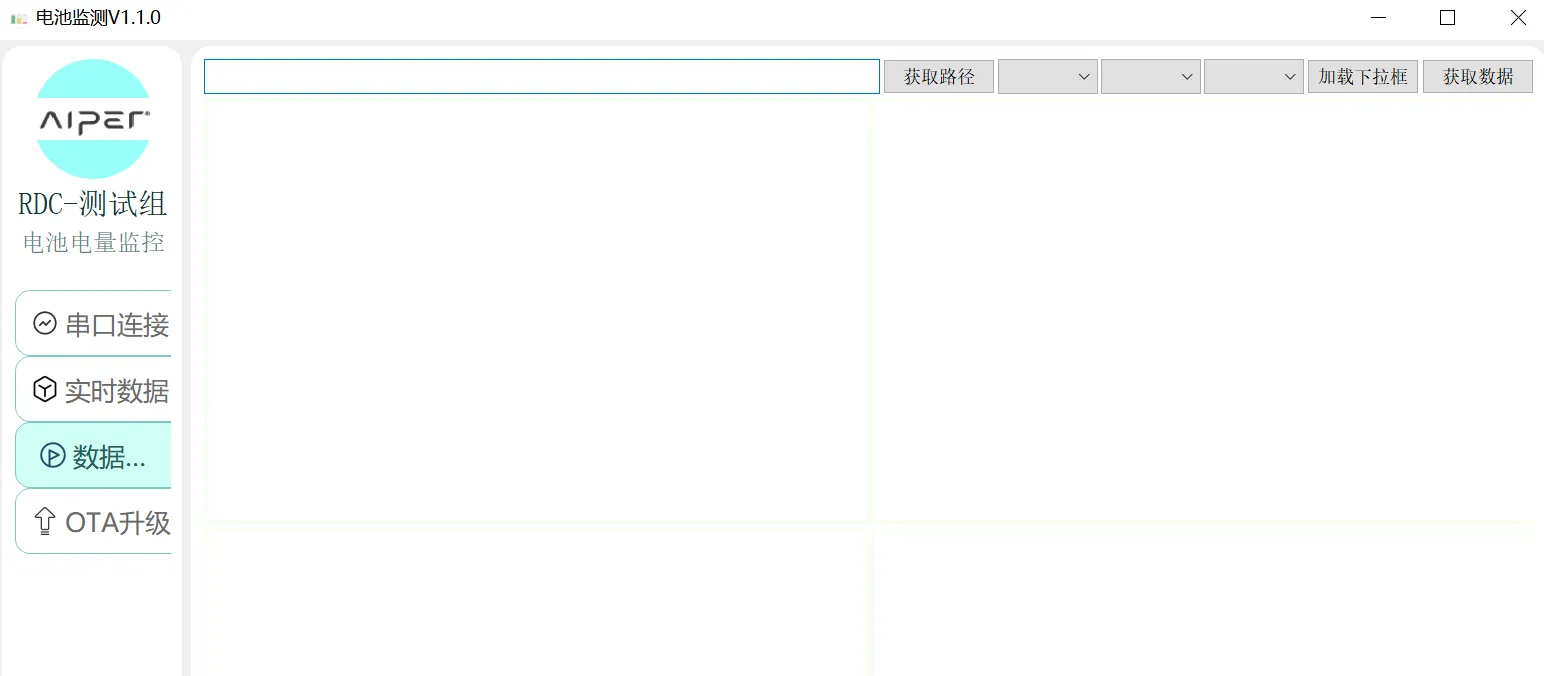 电池监测V1.1.0
AIPER®
RDC-测试组
电池电量监控
串口连接
实时数据
数据...
OTA升级
获取路径 加载下拉框 获取数据